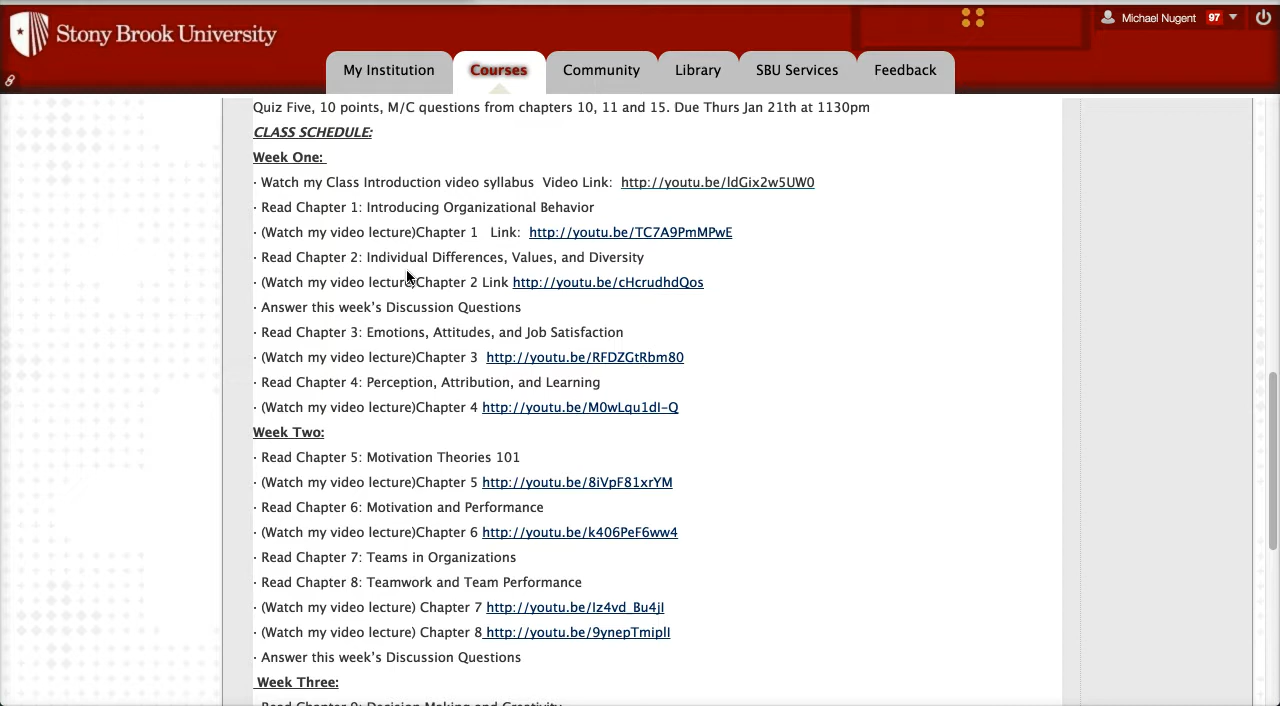 Stony Brook University
Michael Nugent 97
My Institution
Courses
Community
Library
SBU Services
Feedback
Quiz Five, 10 points, M/C questions from chapters 10, 11 and 15. Due Thurs Jan 21th at 1130pm
CLASS SCHEDULE:
Week One:
· Watch my Class Introduction video syllabus  Video Link:  http://youtu.be/ldGix2w5UW0
· Read Chapter 1: Introducing Organizational Behavior
· (Watch my video lecture)Chapter 1   Link:  http://youtu.be/TC7A9PmMPwE
· Read Chapter 2: Individual Differences, Values, and Diversity
· (Watch my video lecture)Chapter 2 Link http://youtu.be/cHcrudhdQos
· Answer this week’s Discussion Questions
· Read Chapter 3: Emotions, Attitudes, and Job Satisfaction
· (Watch my video lecture)Chapter 3  http://youtu.be/RFDZGtRbm80
· Read Chapter 4: Perception, Attribution, and Learning
· (Watch my video lecture)Chapter 4 http://youtu.be/M0wLqu1dl-Q
Week Two:
· Read Chapter 5: Motivation Theories 101
· (Watch my video lecture)Chapter 5 http://youtu.be/8iVpF81xrYM
· Read Chapter 6: Motivation and Performance
· (Watch my video lecture)Chapter 6 http://youtu.be/k406PeF6ww4
· Read Chapter 7: Teams in Organizations
· Read Chapter 8: Teamwork and Team Performance
· (Watch my video lecture) Chapter 7 http://youtu.be/Iz4vd_Bu4jI
· (Watch my video lecture) Chapter 8 http://youtu.be/9ynepTmiplI
· Answer this week’s Discussion Questions
Week Three:
· Read Chapter 9: Decision Making and Creativity